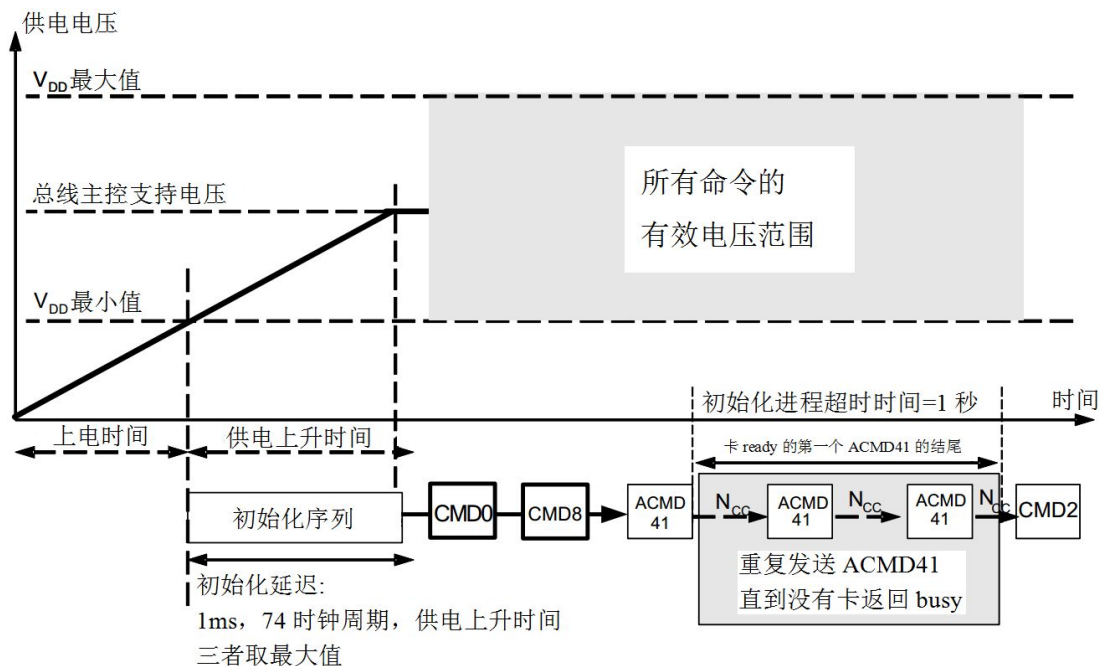 供电电压
VDD最大值
所有命令的
有效电压范围
总线主控支持电压
VDD最小值
初始化进程超时时间=1 秒
时间
上电时间
供电上升时间
卡 ready 的第一个 ACMD41 的结尾
初始化序列
CMD0
CMD8
ACMD
41
NCC
ACMD
41
NCC
ACMD
41
NCC
CMD2
重复发送 ACMD41
直到没有卡返回 busy
初始化延迟:
1ms，74 时钟周期，供电上升时间
三者取最大值